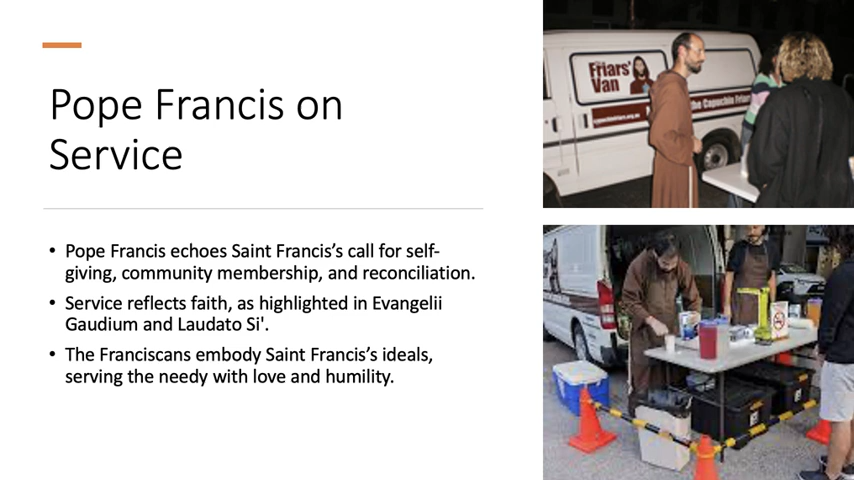 Pope Francis on
Service
• Pope Francis echoes Saint Francis's call for self-
giving, community membership, and reconciliation.
• Service reflects faith, as highlighted in Evangelii
Gaudium and Laudato Si'.
• The Franciscans embody Saint Francis's ideals,
serving the needy with love and humility.
Friars'
Van
the Capuchin Friars